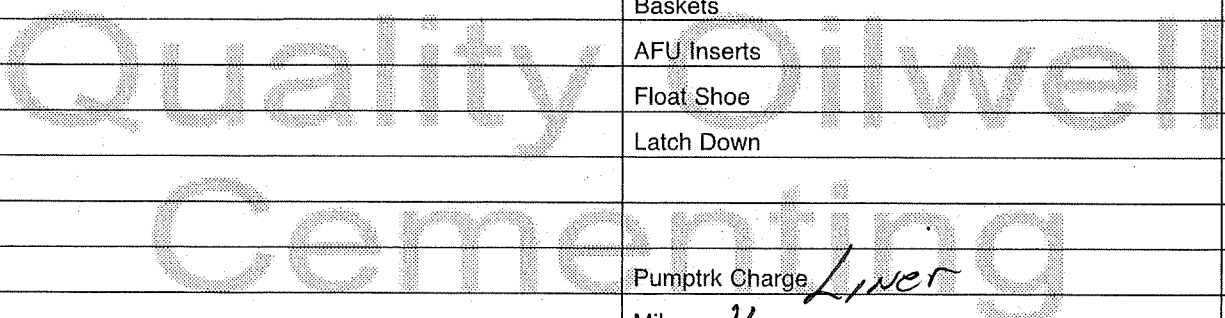 Baskets
Quality Oilwell
AFU Inserts
Float Shoe
Latch Down
Cementing
Pumptrk Charge Liner